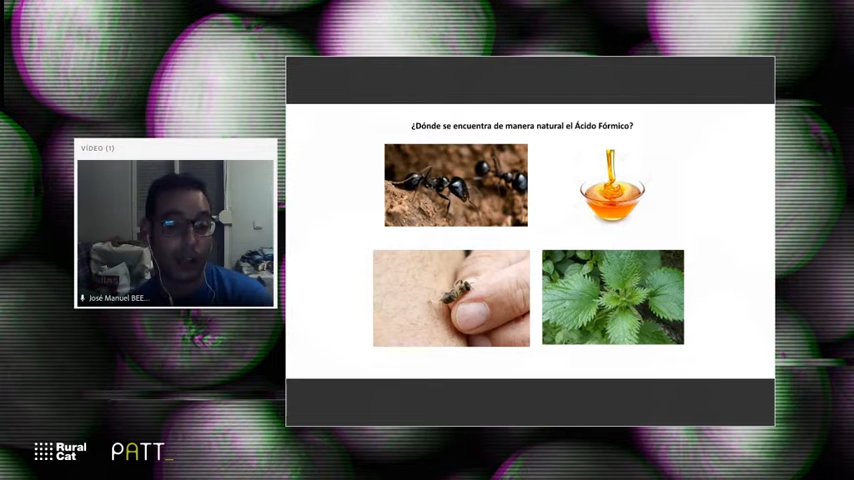 ¿Dónde se encuentra de manera natural el Ácido Fórmico?
VÍDEO (1)
José Manuel BEE...
Rural
Cat
PATT_